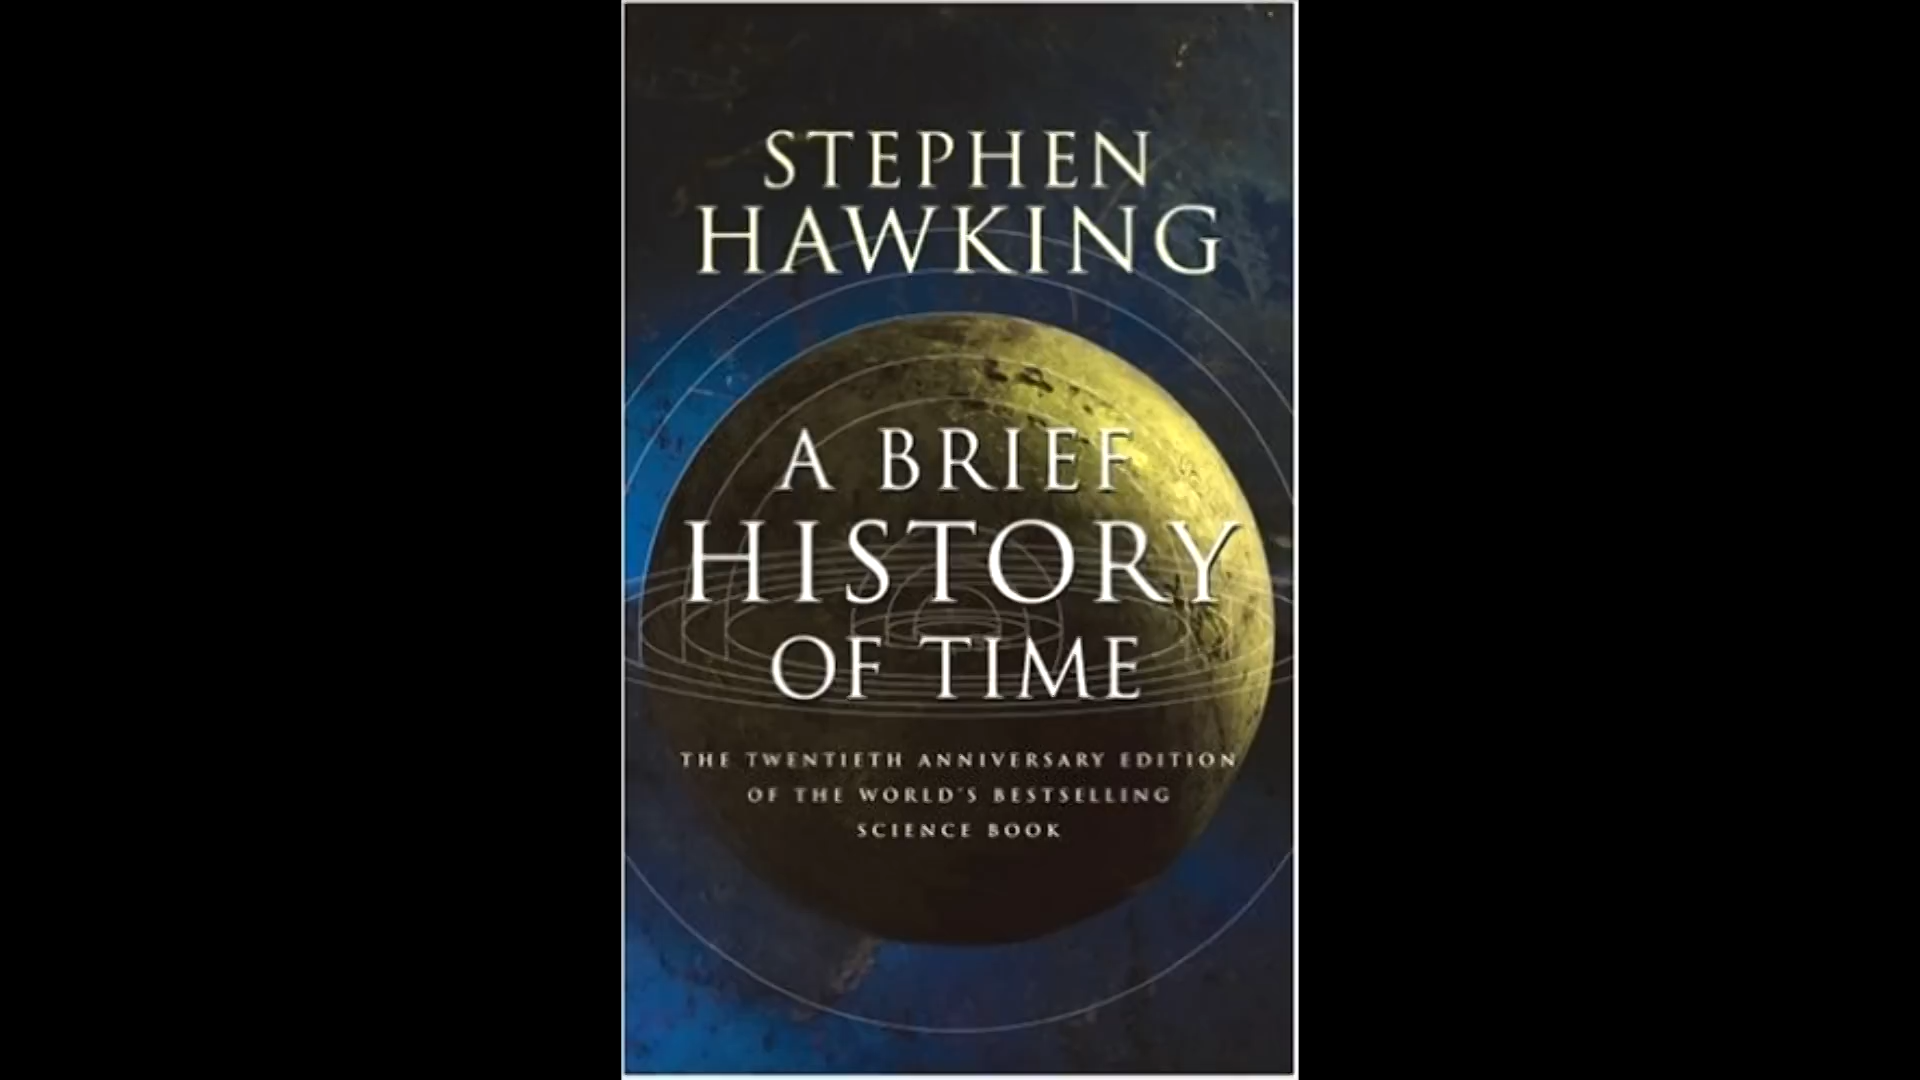 STEPHEN
HAWKING
A BRIEF
HISTORY
OF TIME
THE TWENTIETH ANNIVERSARY EDITION
OF THE WORLD'S BESTSELLING
SCIENCE BOOK